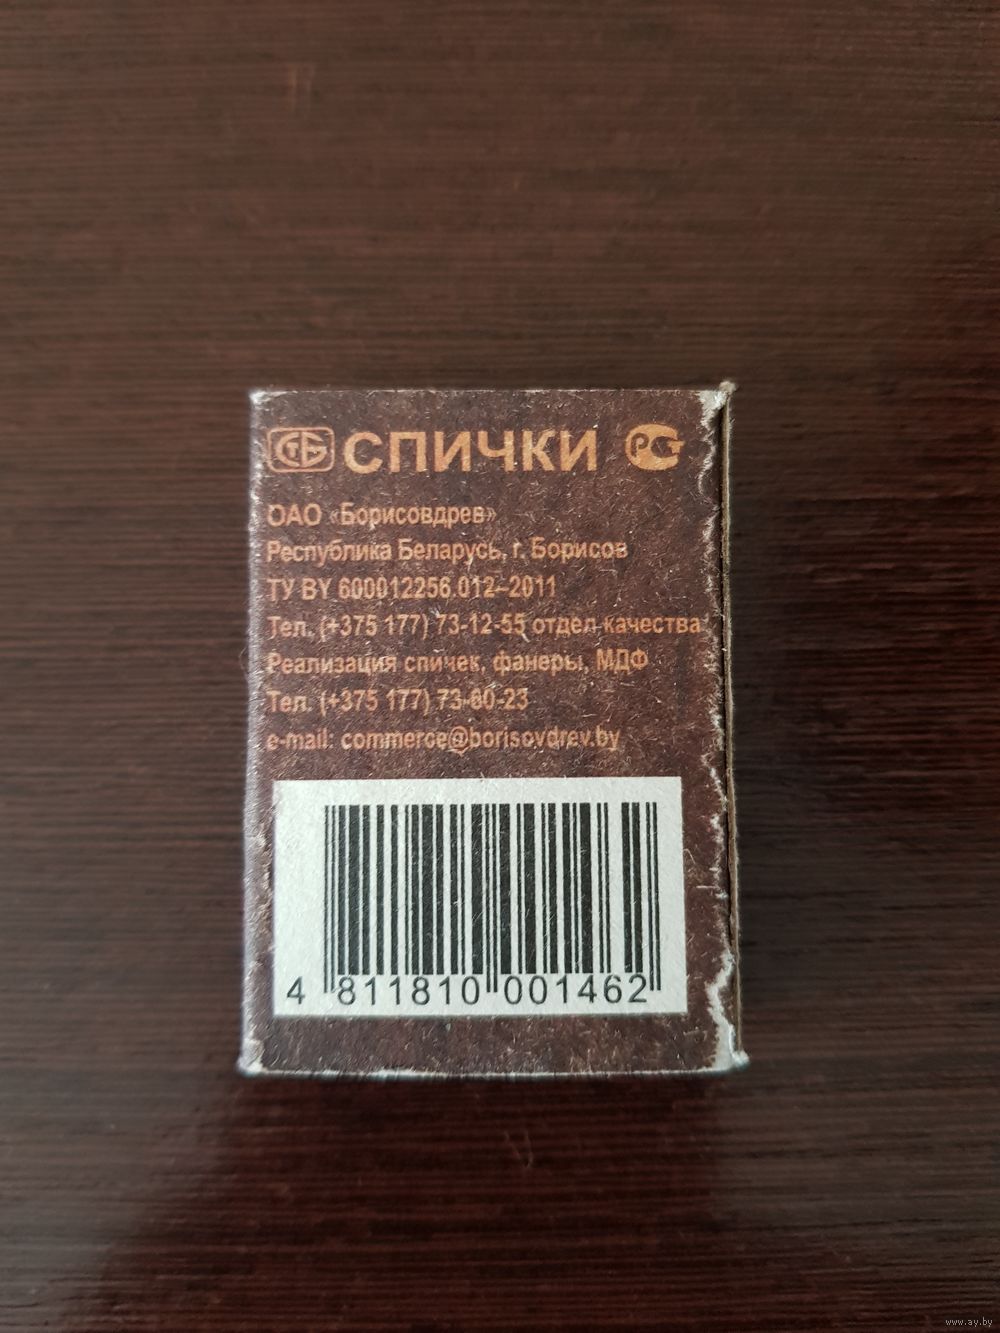 СТБ СПИЧКИ РСТ
ОАО «Борисовдрев»
Республика Беларусь, г. Борисов
ТУ BY 600012256.012–2011
Тел. (+375 177) 73-12-55 отдел качества
Реализация спичек, фанеры, МДФ
Тел. (+375 177) 73-60-23
e-mail: commerce@borisovdrev.by
4 811810 001462
www.ay.by